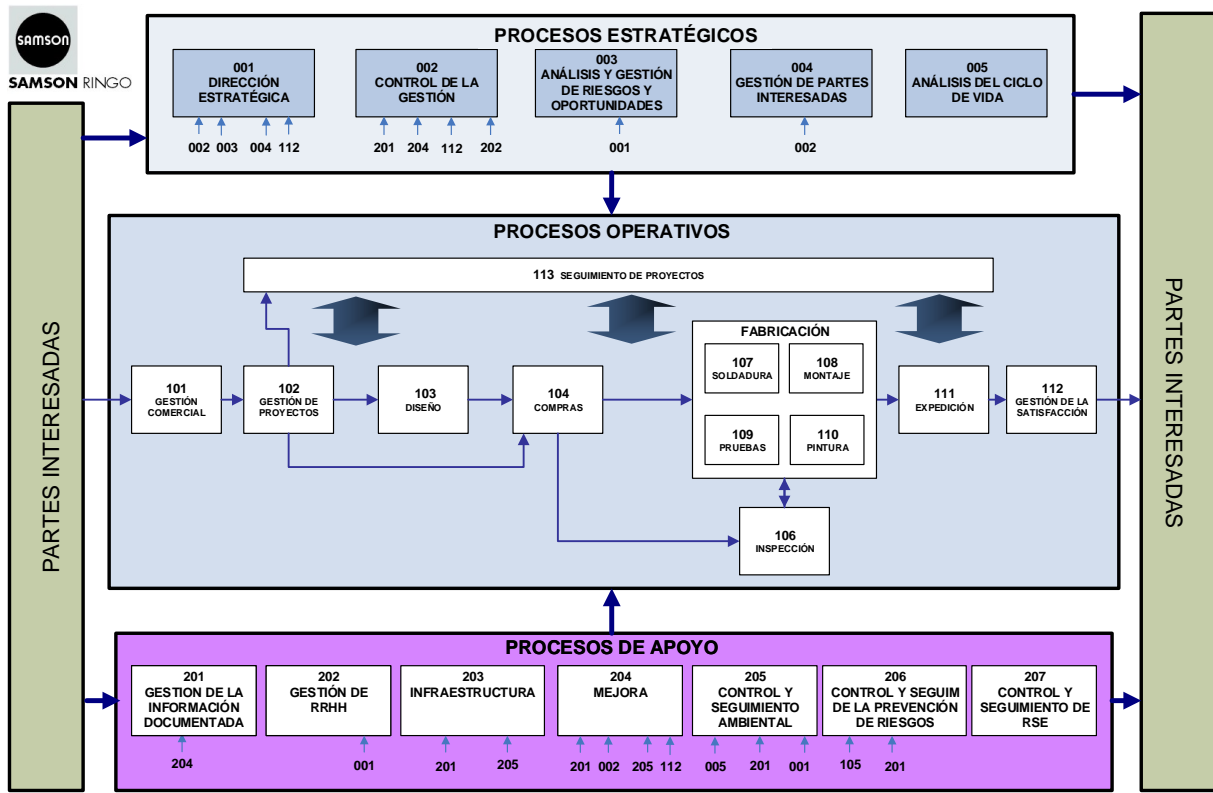 SAMSON
SAMSON RINGO
PARTES INTERESADAS
PROCESOS ESTRATÉGICOS
001
DIRECCIÓN
ESTRATÉGICA
002
CONTROL DE LA
GESTIÓN
003
ANÁLISIS Y GESTIÓN
DE RIESGOS Y
OPORTUNIDADES
004
GESTIÓN DE PARTES
INTERESADAS
005
ANÁLISIS DEL CICLO
DE VIDA
002 003 004 112
201 204 112 202
001
002
PROCESOS OPERATIVOS
113 SEGUIMIENTO DE PROYECTOS
101
GESTIÓN
COMERCIAL
102
GESTIÓN DE
PROYECTOS
103
DISEÑO
104
COMPRAS
FABRICACIÓN
107
SOLDADURA
108
MONTAJE
109
PRUEBAS
110
PINTURA
106
INSPECCIÓN
111
EXPEDICIÓN
112
GESTIÓN DE LA
SATISFACCIÓN
PROCESOS DE APOYO
201
GESTION DE LA
INFORMACIÓN
DOCUMENTADA
202
GESTIÓN DE
RRHH
203
INFRAESTRUCTURA
204
MEJORA
205
CONTROL Y
SEGUIMIENTO
AMBIENTAL
206
CONTROL Y SEGUIM
DE LA PREVENCIÓN
DE RIESGOS
207
CONTROL Y
SEGUIMIENTO DE
RSE
204
001
201 205
201 002 205 112
005 201 001
105 201
PARTES INTERESADAS